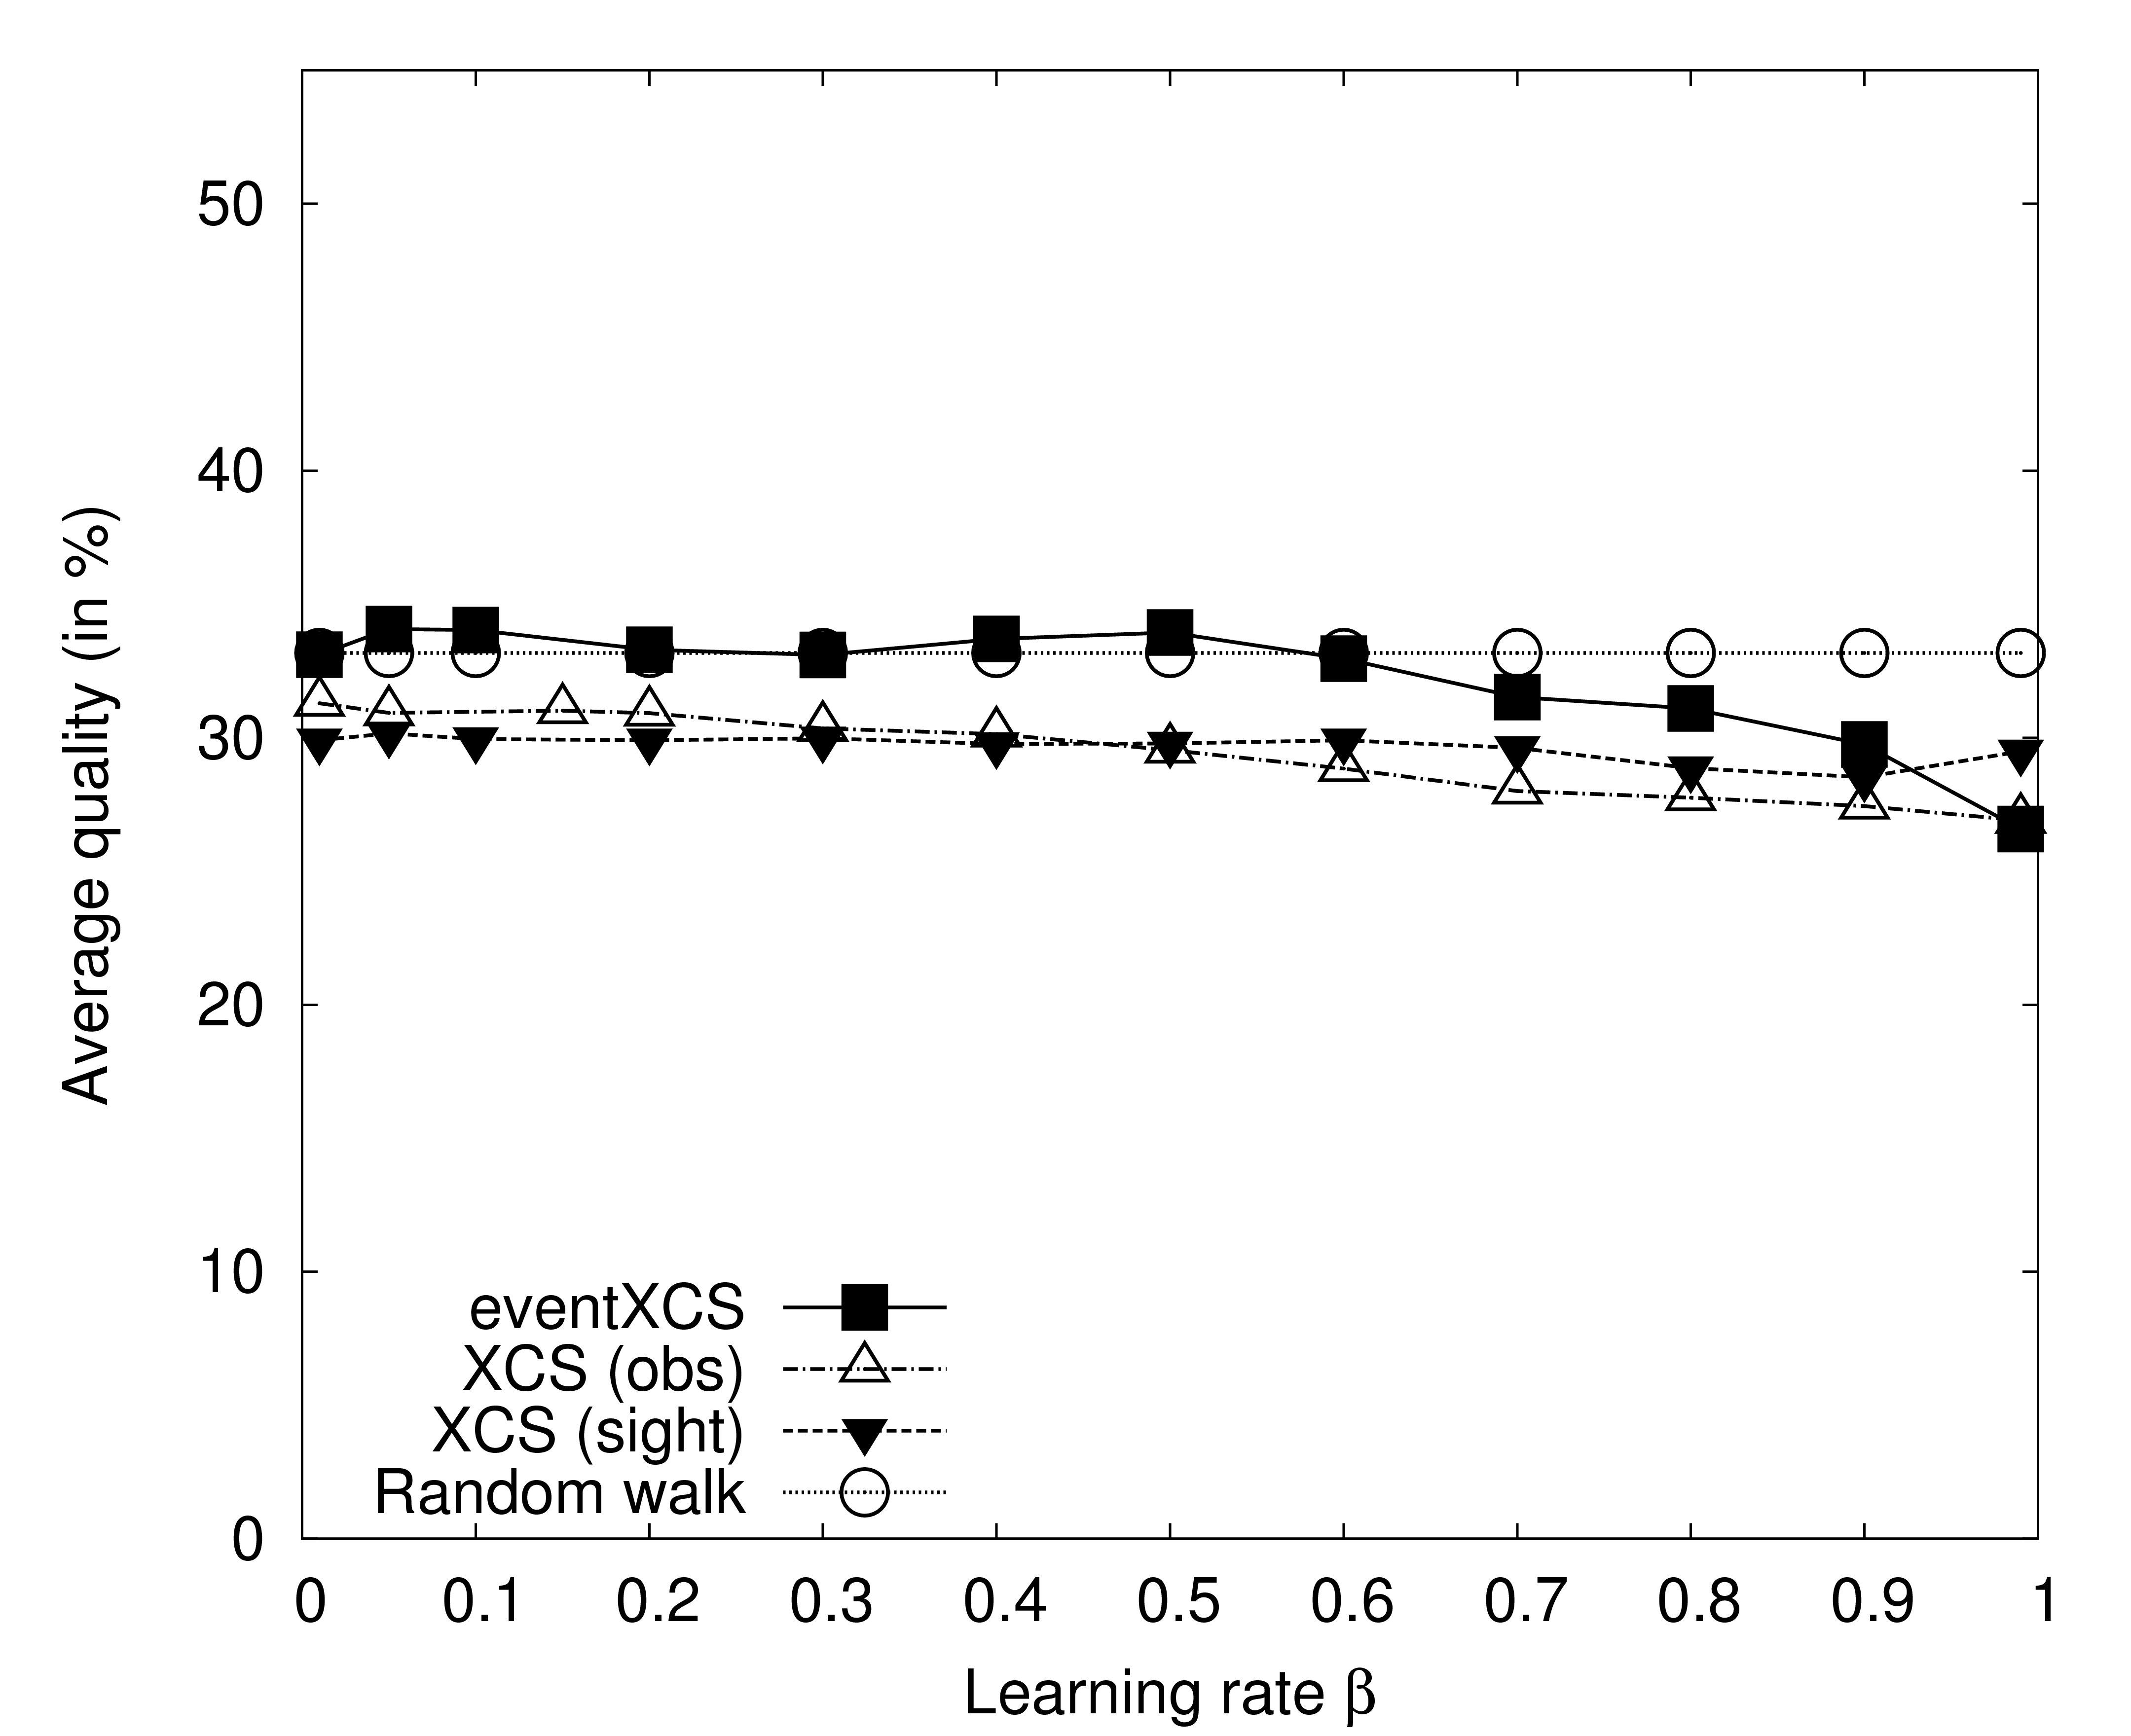 Average quality (in %)
50
40
30
20
10
0
eventXCS
XCS (obs)
XCS (sight)
Random walk
0 0.1 0.2 0.3 0.4 0.5 0.6 0.7 0.8 0.9 1
Learning rate β